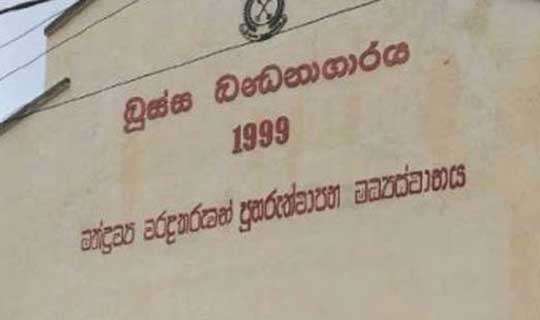 බූස්ස බන්ධනාගාරය
1999
මත්ද්‍රව්‍ය වරදකරුවන් පුනරුත්ථාපන මධ්‍යස්ථානය